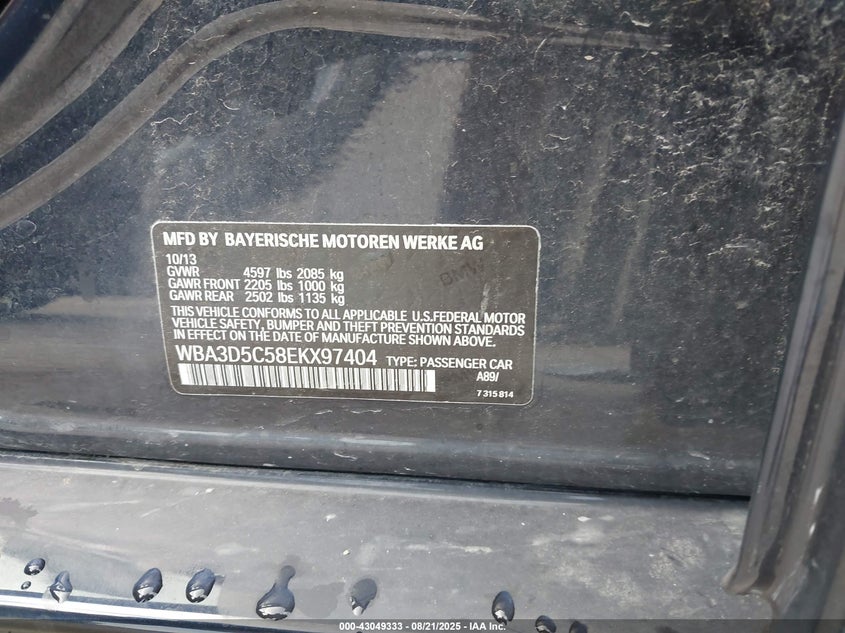 MFD BY BAYERISCHE MOTOREN WERKE AG
10/13
GVWR 4597 lbs 2085 kg
GAWR FRONT 2205 lbs 1000 kg
GAWR REAR 2502 lbs 1135 kg
THIS VEHICLE CONFORMS TO ALL APPLICABLE U.S.FEDERAL MOTOR
VEHICLE SAFETY, BUMPER AND THEFT PREVENTION STANDARDS
IN EFFECT ON THE DATE OF MANUFACTURE SHOWN ABOVE.
WBA3D5C58EKX97404 TYPE: PASSENGER CAR
A89/
7 315 814
BMW
000-43049333 - 08/21/2025 - IAA Inc.